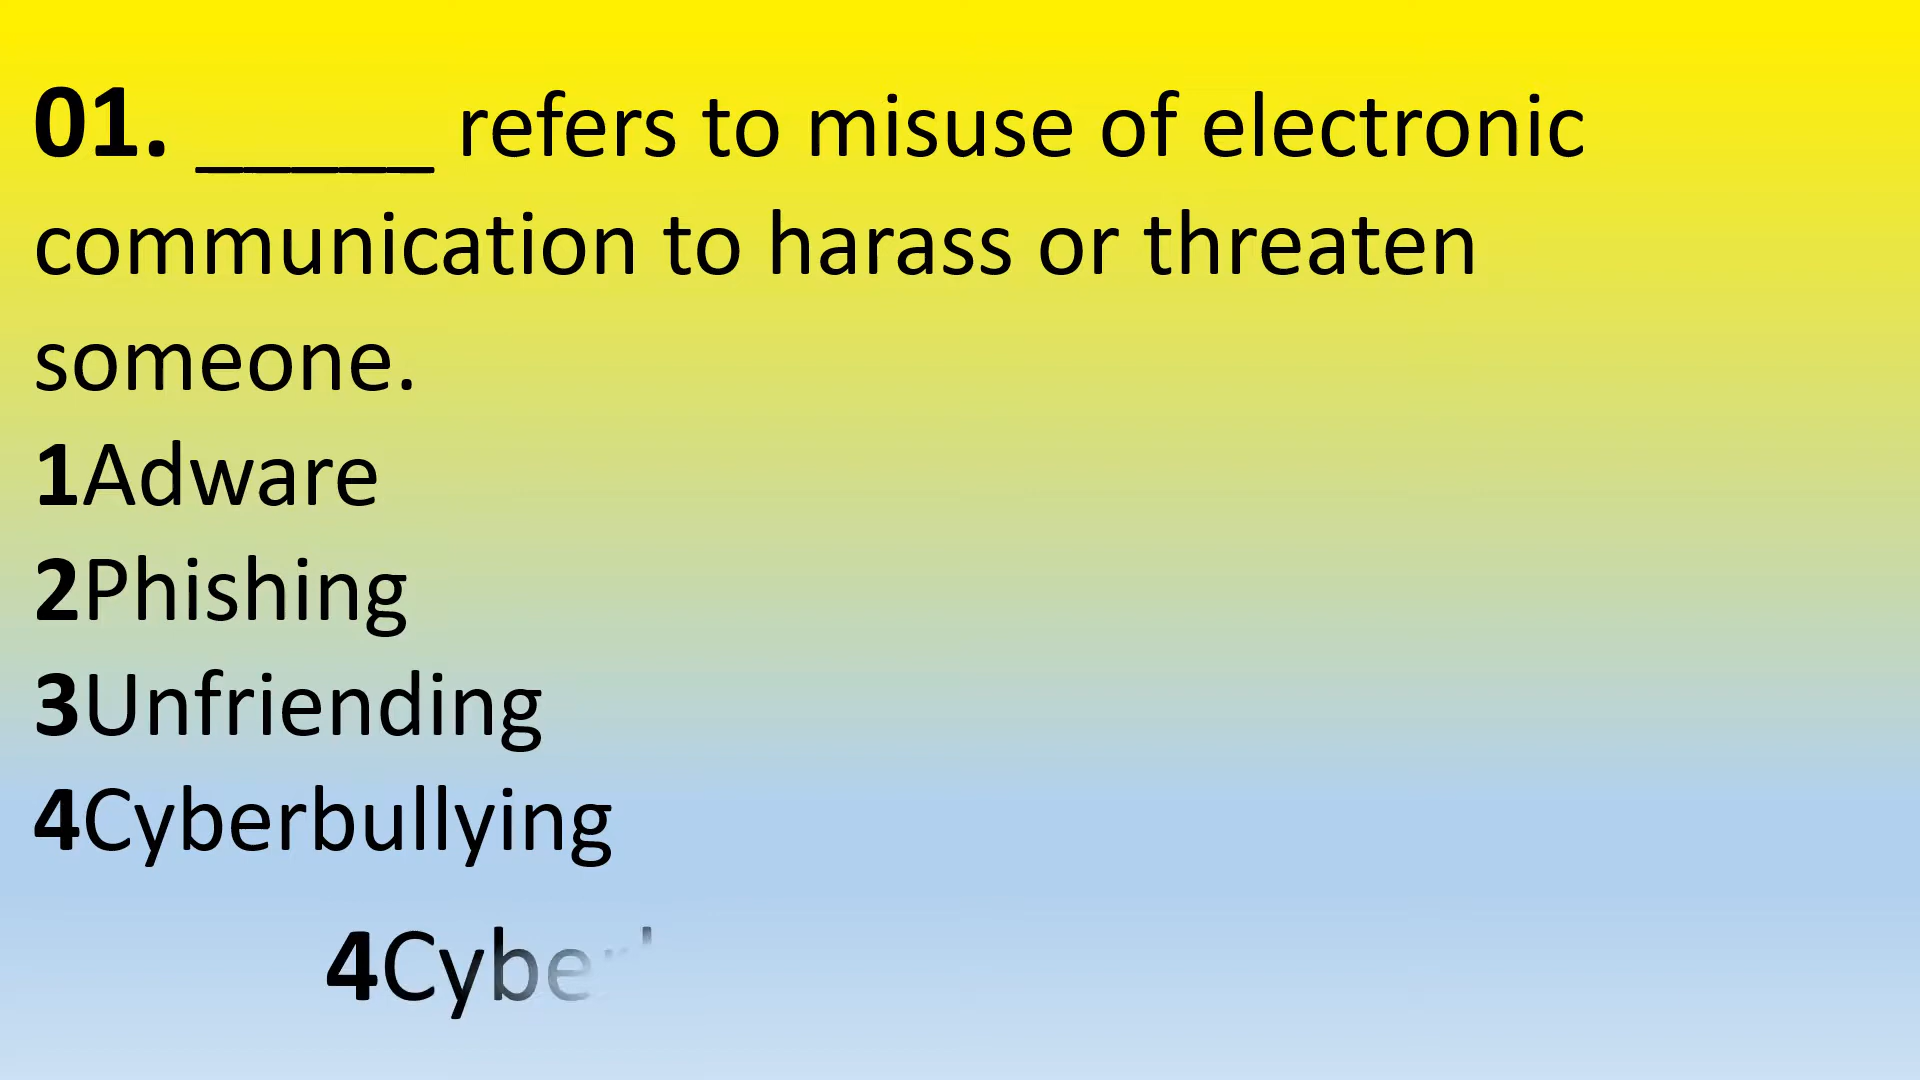 01. _____ refers to misuse of electronic
communication to harass or threaten
someone.
1Adware
2Phishing
3Unfriending
4Cyberbullying
4Cybe